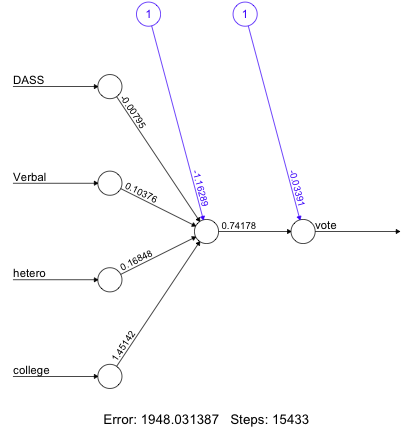 1
1
DASS
-0.00795
Verbal
0.10376
-1.16289
-0.03391
0.74178
vote
hetero
0.16848
college
1.45142
Error: 1948.031387 Steps: 15433